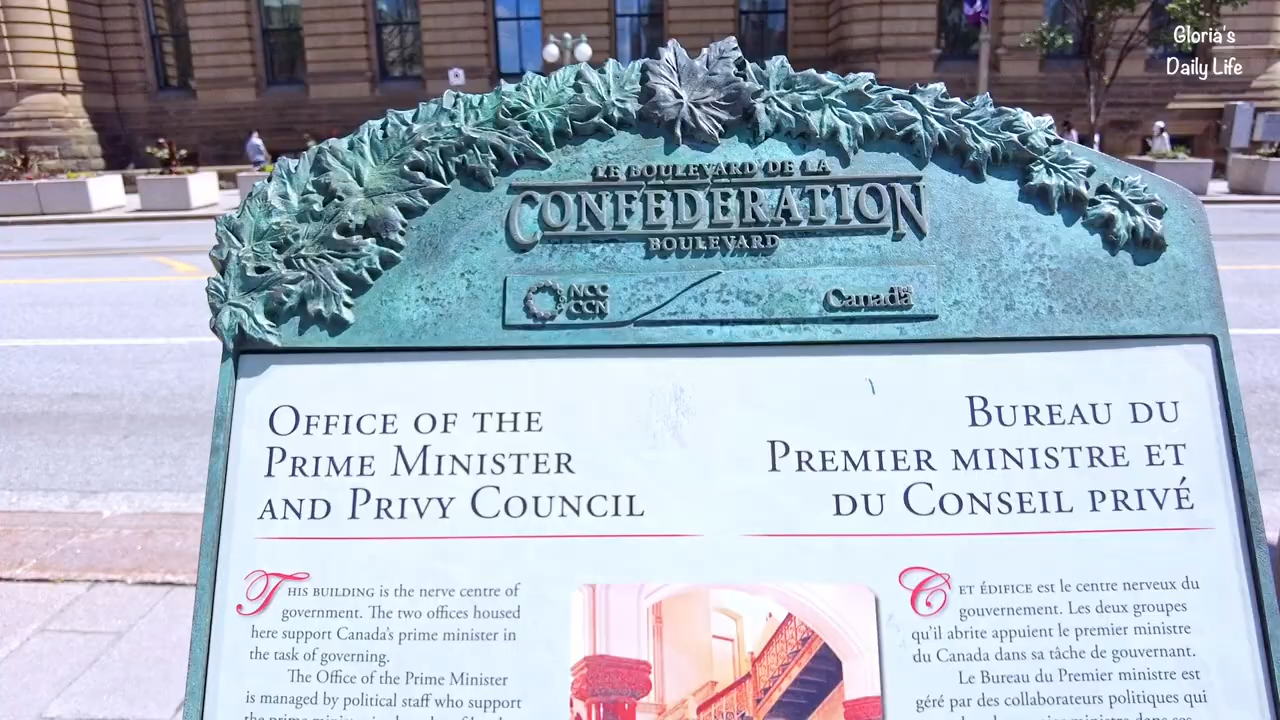 Gloria's
Daily Life
LE BOULEVARD DE LA
CONFEDERATION
BOULEVARD
NCC
CCN
Canada
OFFICE OF THE
PRIME MINISTER
AND PRIVY COUNCIL
BUREAU DU
PREMIER MINISTRE ET
DU CONSEIL PRIVÉ
THIS BUILDING is the nerve centre of
government. The two offices housed
here support Canada's prime minister in
the task of governing.
The Office of the Prime Minister
is managed by political staff who support
CET ÉDIFICE est le centre nerveux du
gouvernement. Les deux groupes
qu'il abrite appuient le premier ministre
du Canada dans sa tâche de gouvernant.
Le Bureau du Premier ministre est
géré par des collaborateurs politiques qui